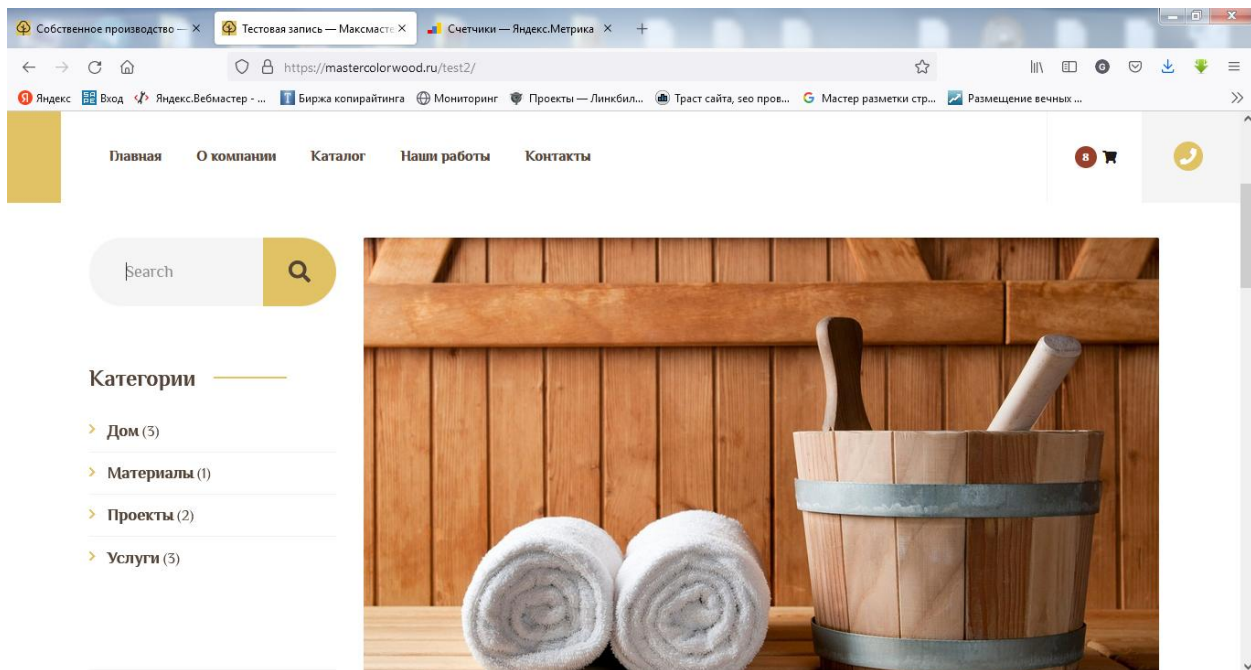 Собственное производство —
Тестовая запись — Максмасте
Счетчики — Яндекс.Метрика
https://mastercolorwood.ru/test2/
Яндекс
Вход
Яндекс.Вебмастер - ...
Биржа копирайтинга
Мониторинг
Проекты — Линкбил...
Траст сайта, seo пров...
Мастер разметки стр...
Размещение вечных ...
Главная
О компании
Каталог
Наши работы
Контакты
8
Search
Категории
Дом (3)
Материалы (1)
Проекты (2)
Услуги (3)